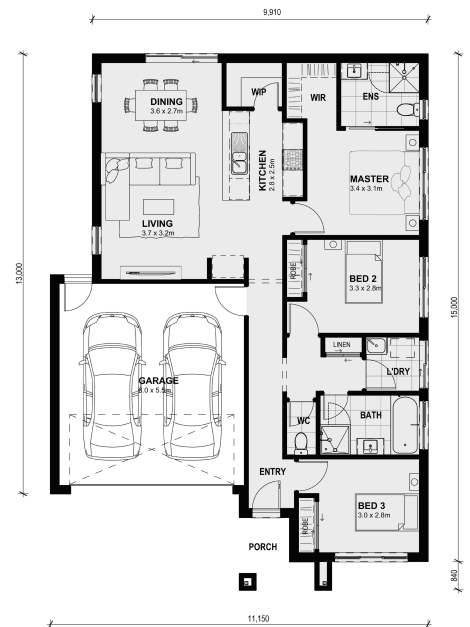 9,910
WIP
WIR
ENS
DINING
3.6 x 2.7m
KITCHEN
2.8 x 2.5m
MASTER
3.4 x 3.1m
LIVING
3.7 x 3.2m
13,000
15,000
ROBE
BED 2
3.3 x 2.8m
LINEN
L'DRY
GARAGE
6.0 x 5.5m
WC
BATH
ENTRY
BED 3
3.0 x 2.8m
ROBE
PORCH
840
11,150